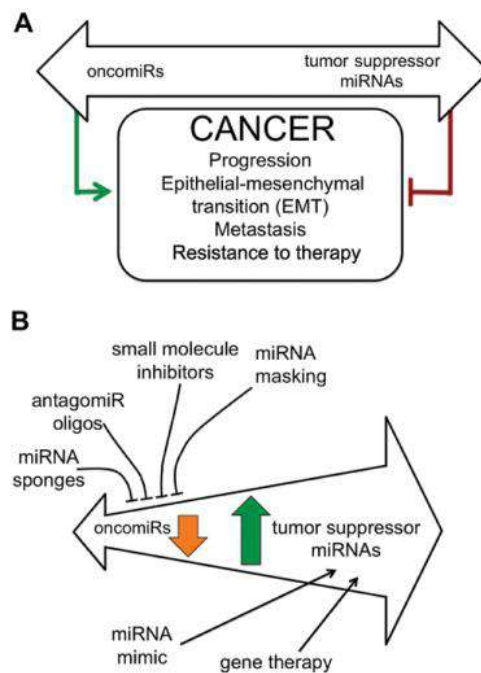 A
oncomiRs
tumor suppressor
miRNAs
CANCER
Progression
Epithelial-mesenchymal
transition (EMT)
Metastasis
Resistance to therapy
B
small molecule
inhibitors
miRNA
masking
antagomiR
oligos
miRNA
sponges
oncomiRs
tumor suppressor
miRNAs
miRNA
mimic
gene therapy